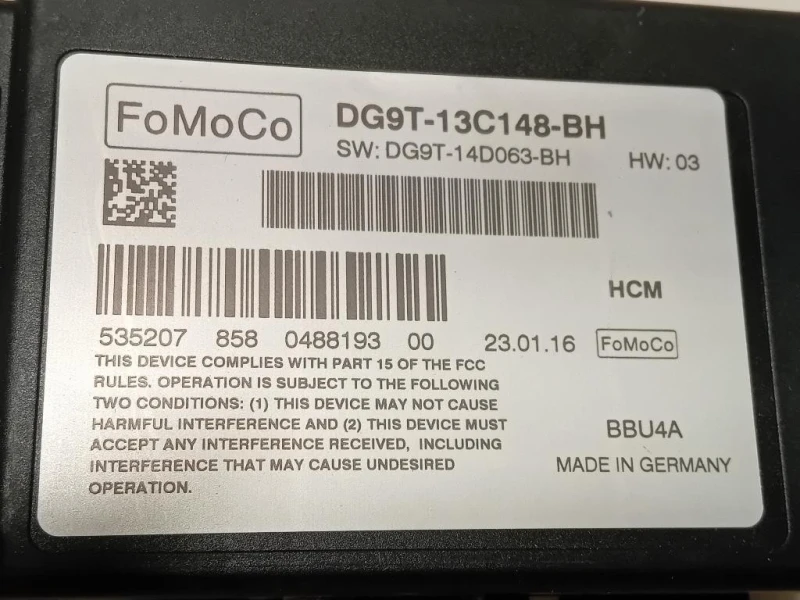 FoMoCo
DG9T-13C148-BH
SW: DG9T-14D063-BH
HW: 03
HCM
535207 858 0488193 00
23.01.16
FoMoCo
THIS DEVICE COMPLIES WITH PART 15 OF THE FCC
RULES. OPERATION IS SUBJECT TO THE FOLLOWING
TWO CONDITIONS: (1) THIS DEVICE MAY NOT CAUSE
HARMFUL INTERFERENCE AND (2) THIS DEVICE MUST
ACCEPT ANY INTERFERENCE RECEIVED, INCLUDING
INTERFERENCE THAT MAY CAUSE UNDESIRED
OPERATION.
BBU4A
MADE IN GERMANY